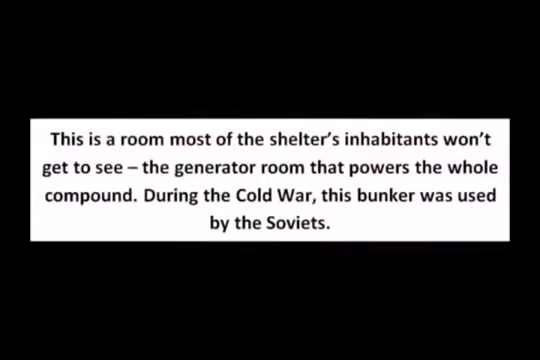 This is a room most of the shelter’s inhabitants won’t
get to see – the generator room that powers the whole
compound. During the Cold War, this bunker was used
by the Soviets.